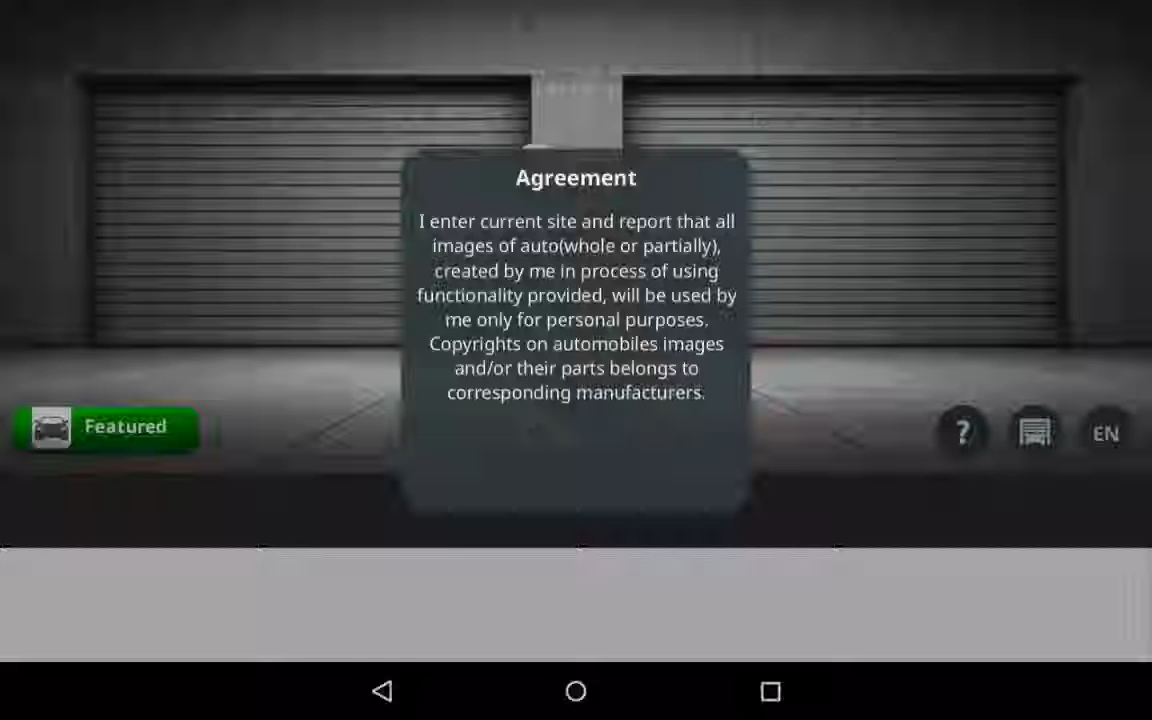 Agreement
I enter current site and report that all
images of auto(whole or partially),
created by me in process of using
functionality provided, will be used by
me only for personal purposes.
Copyrights on automobiles images
and/or their parts belongs to
corresponding manufacturers.
Featured
?
EN